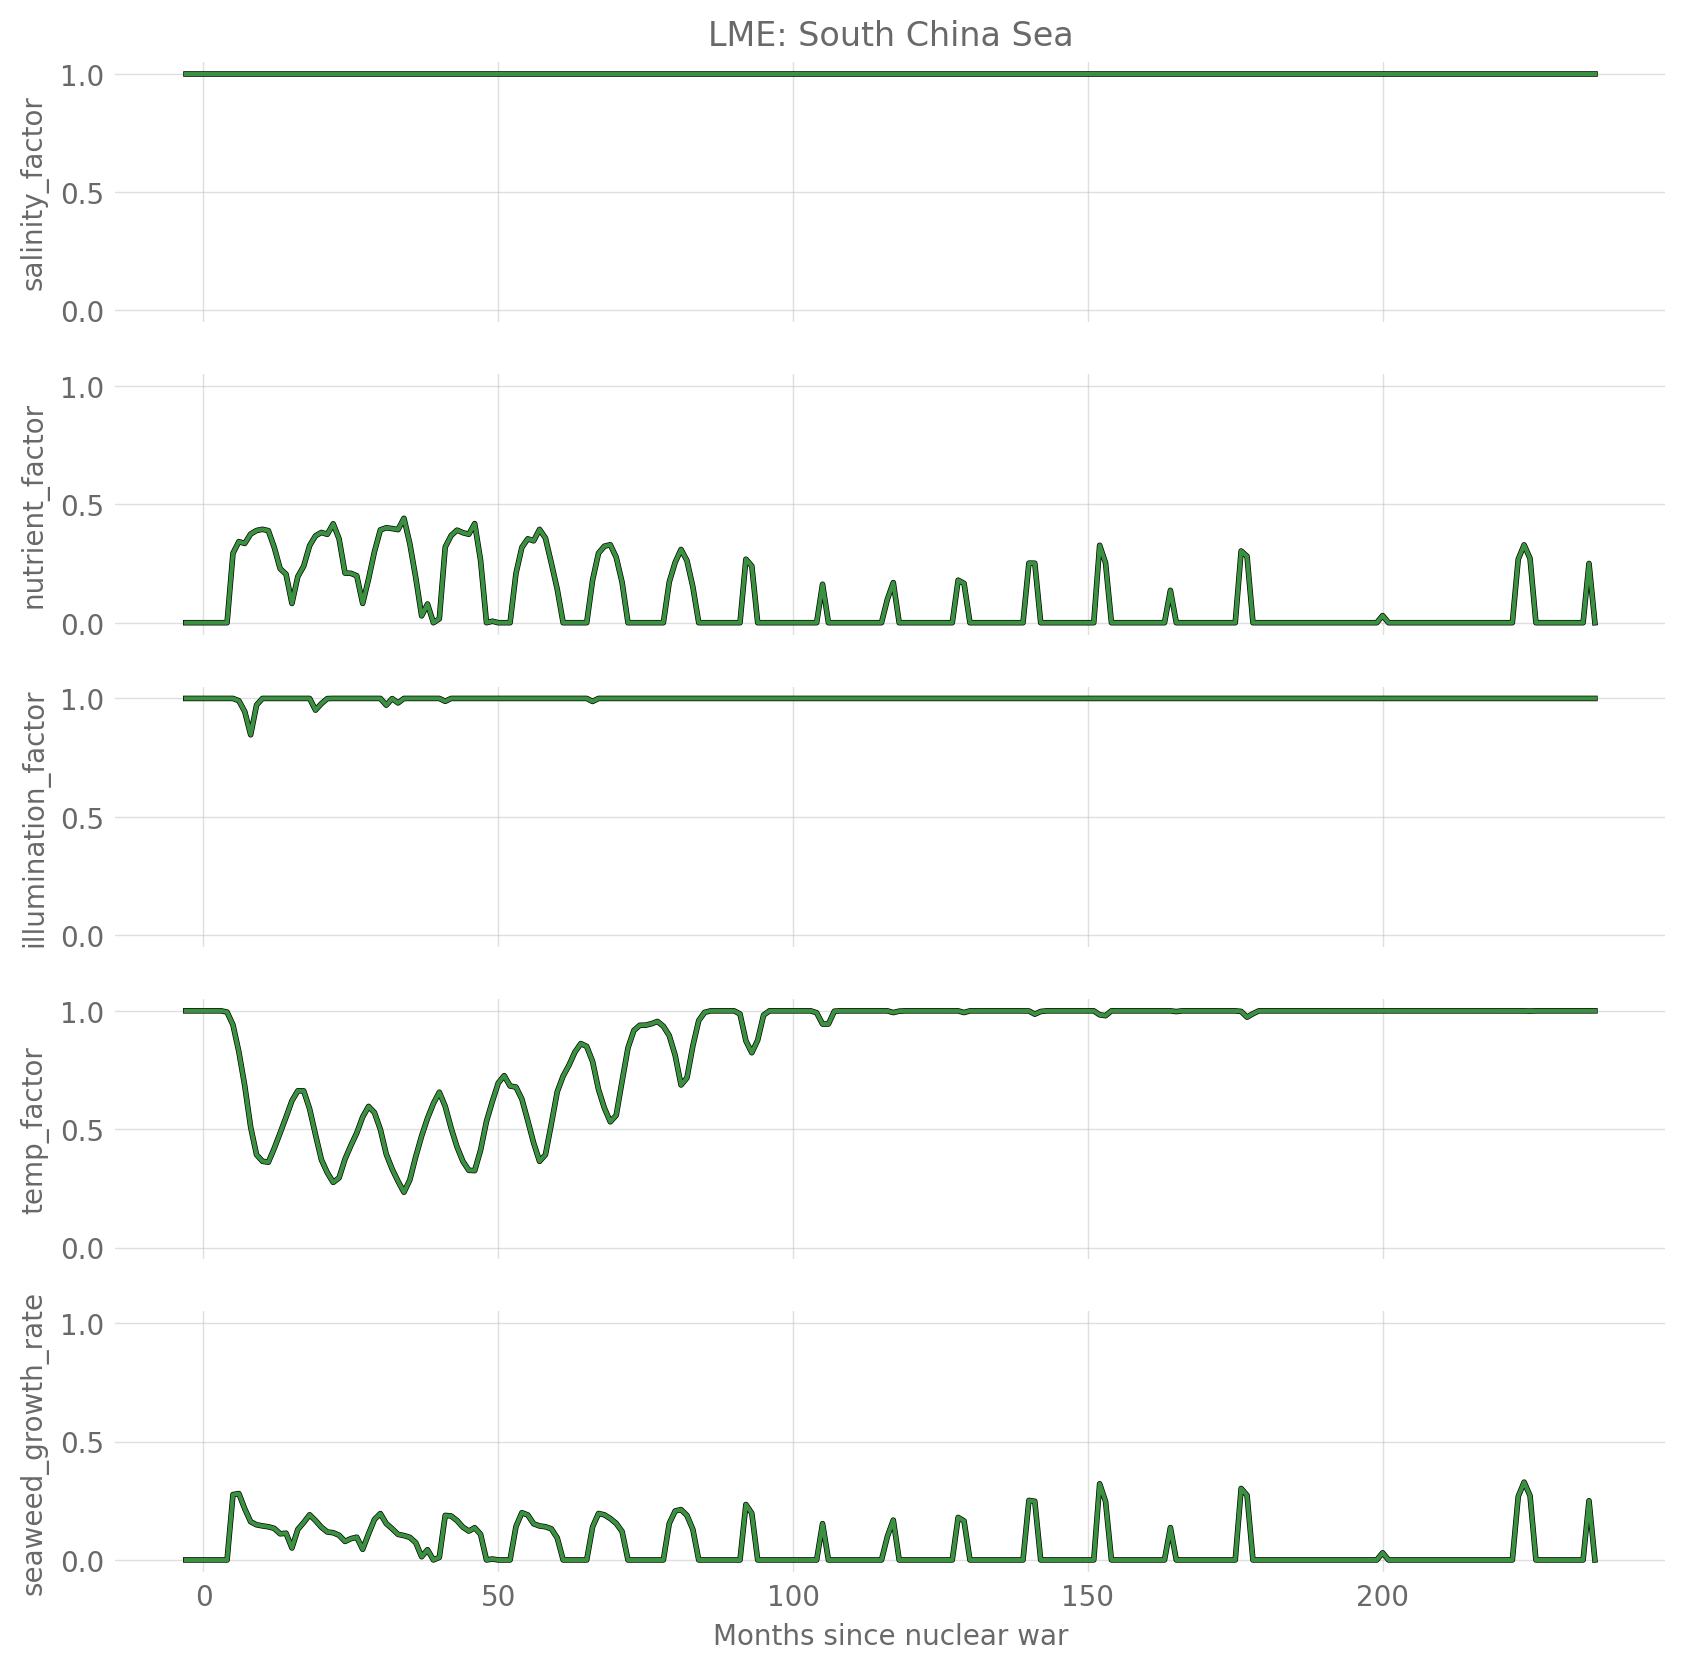 LME: South China Sea
1.0
0.5
0.0
salinity_factor
1.0
0.5
0.0
nutrient_factor
1.0
0.5
0.0
illumination_factor
1.0
0.5
0.0
temp_factor
1.0
0.5
0.0
seaweed_growth_rate
0 50 100 150 200
Months since nuclear war